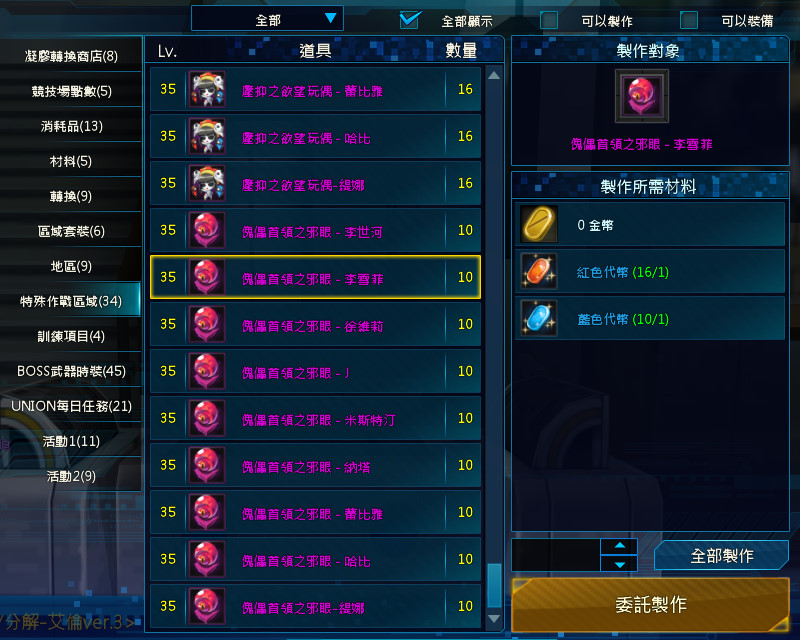 全部
全部顯示
可以製作
可以裝備
凝膠轉換商店(8)
競技場點數(5)
消耗品(13)
材料(5)
轉換(9)
區域套裝(6)
地區(9)
特殊作戰區域(34)
訓練項目(4)
BOSS武器時裝(45)
UNION每日任務(21)
活動1(11)
活動2(9)
/分解-艾倫ver.3>
Lv. 道具 數量
35 壓抑之欲望玩偶 - 蕾比雅 16
35 壓抑之欲望玩偶 - 哈比 16
35 壓抑之欲望玩偶-緹娜 16
35 傀儡首領之邪眼 - 李世河 10
35 傀儡首領之邪眼 - 李雪菲 10
35 傀儡首領之邪眼 - 徐維莉 10
35 傀儡首領之邪眼 - J 10
35 傀儡首領之邪眼 - 米斯特汀 10
35 傀儡首領之邪眼 - 納塔 10
35 傀儡首領之邪眼 - 蕾比雅 10
35 傀儡首領之邪眼 - 哈比 10
35 傀儡首領之邪眼-緹娜 10
製作對象
傀儡首領之邪眼 - 李雪菲
製作所需材料
0 金幣
紅色代幣 (16/1)
藍色代幣 (10/1)
全部製作
委託製作